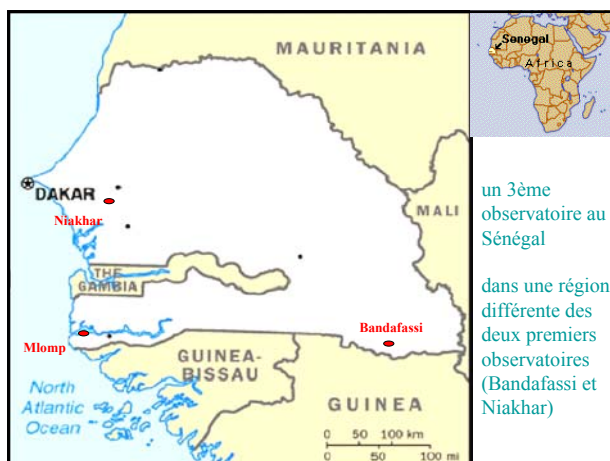 MAURITANIA
DAKAR
Niakhar
MALI
THE
GAMBIA
Mlomp
Bandafassi
GUINEA-
BISSAU
GUINEA
North
Atlantic
Ocean
0 50 100 km
0 50 100 mi
Senegal
Africa
un 3ème
observatoire au
Sénégal
dans une région
différente des
deux premiers
observatoires
(Bandafassi et
Niakhar)